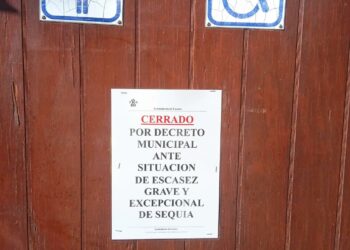 CERRADO
POR DECRETO
MUNICIPAL
ANTE
SITUACION
DE ESCASEZ
GRAVE Y
EXCEPCIONAL
DE SEQUIA